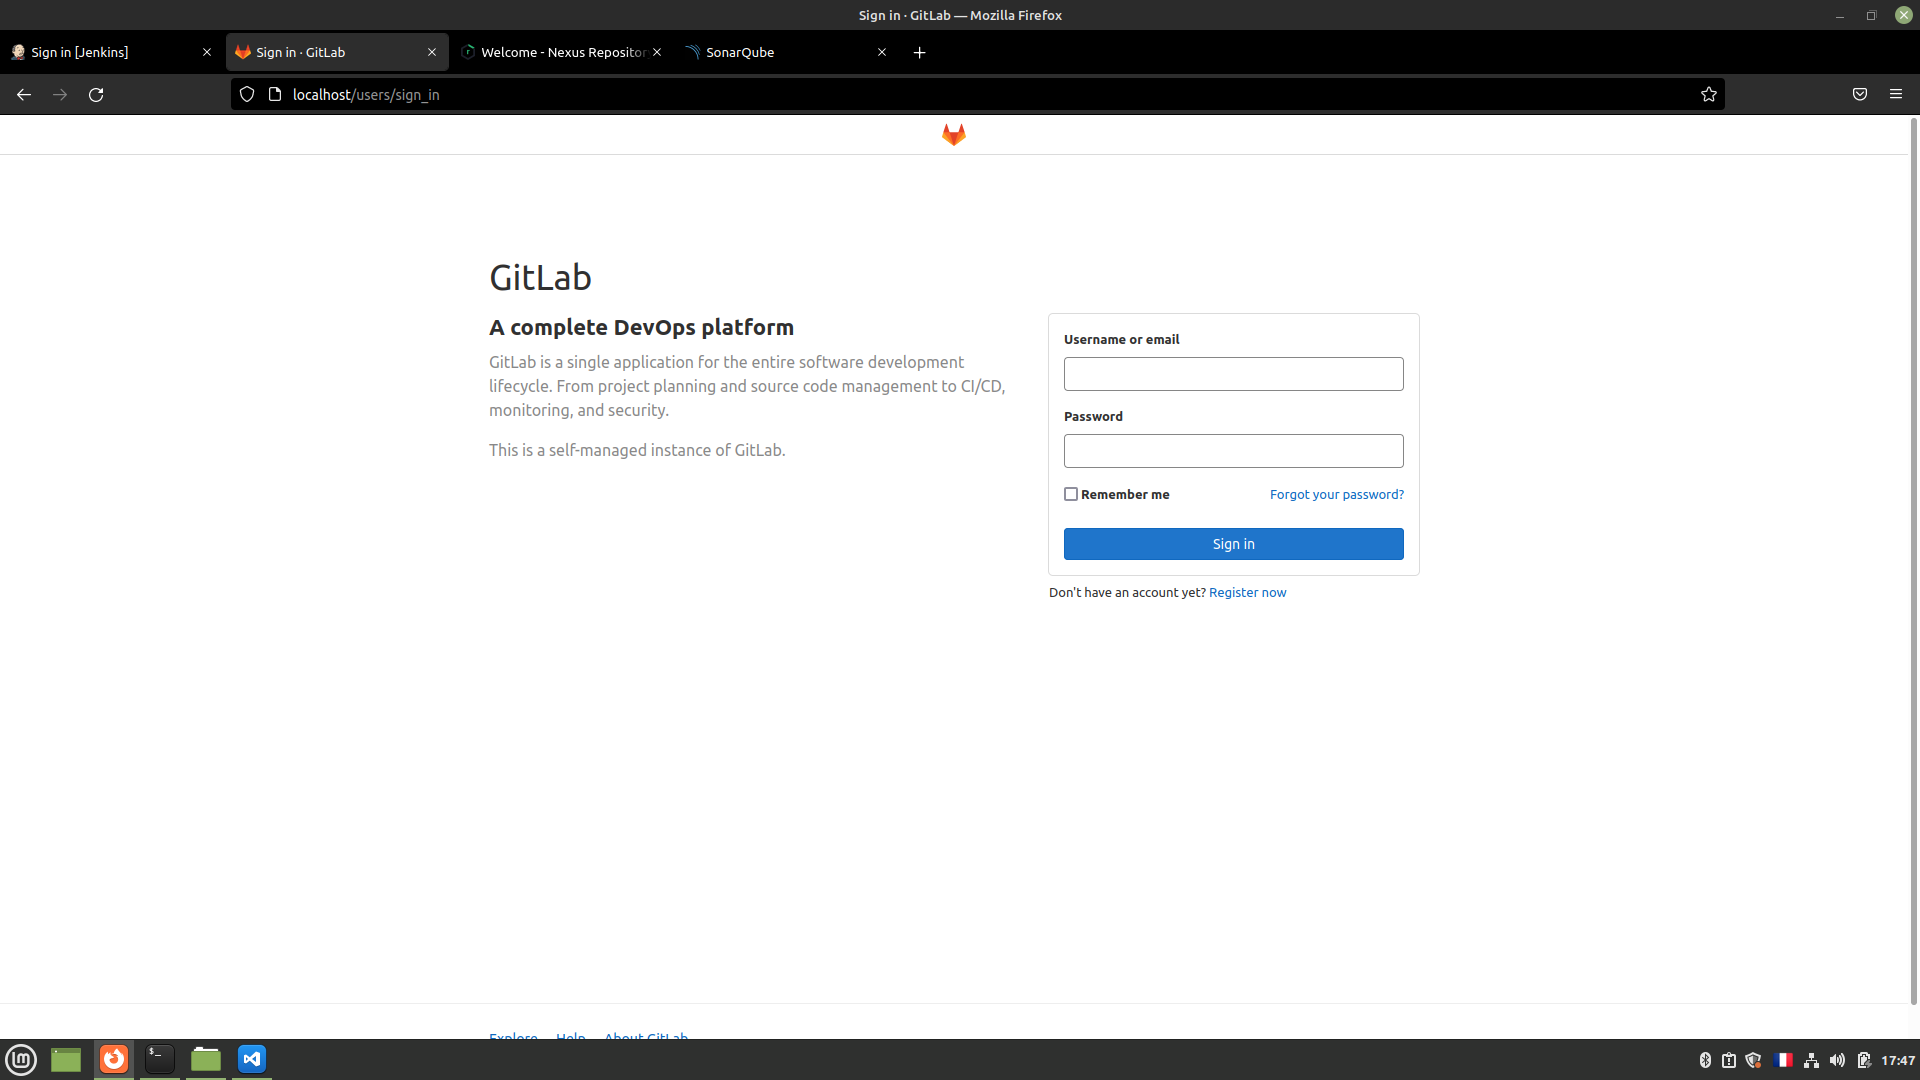 Sign in · GitLab — Mozilla Firefox
Sign in [Jenkins]
Sign in · GitLab
Welcome - Nexus Repositor
SonarQube
localhost/users/sign_in
GitLab
A complete DevOps platform
GitLab is a single application for the entire software development
lifecycle. From project planning and source code management to CI/CD,
monitoring, and security.
This is a self-managed instance of GitLab.
Username or email
Password
Remember me
Forgot your password?
Sign in
Don't have an account yet? Register now
Explore Help About GitLab
17:47